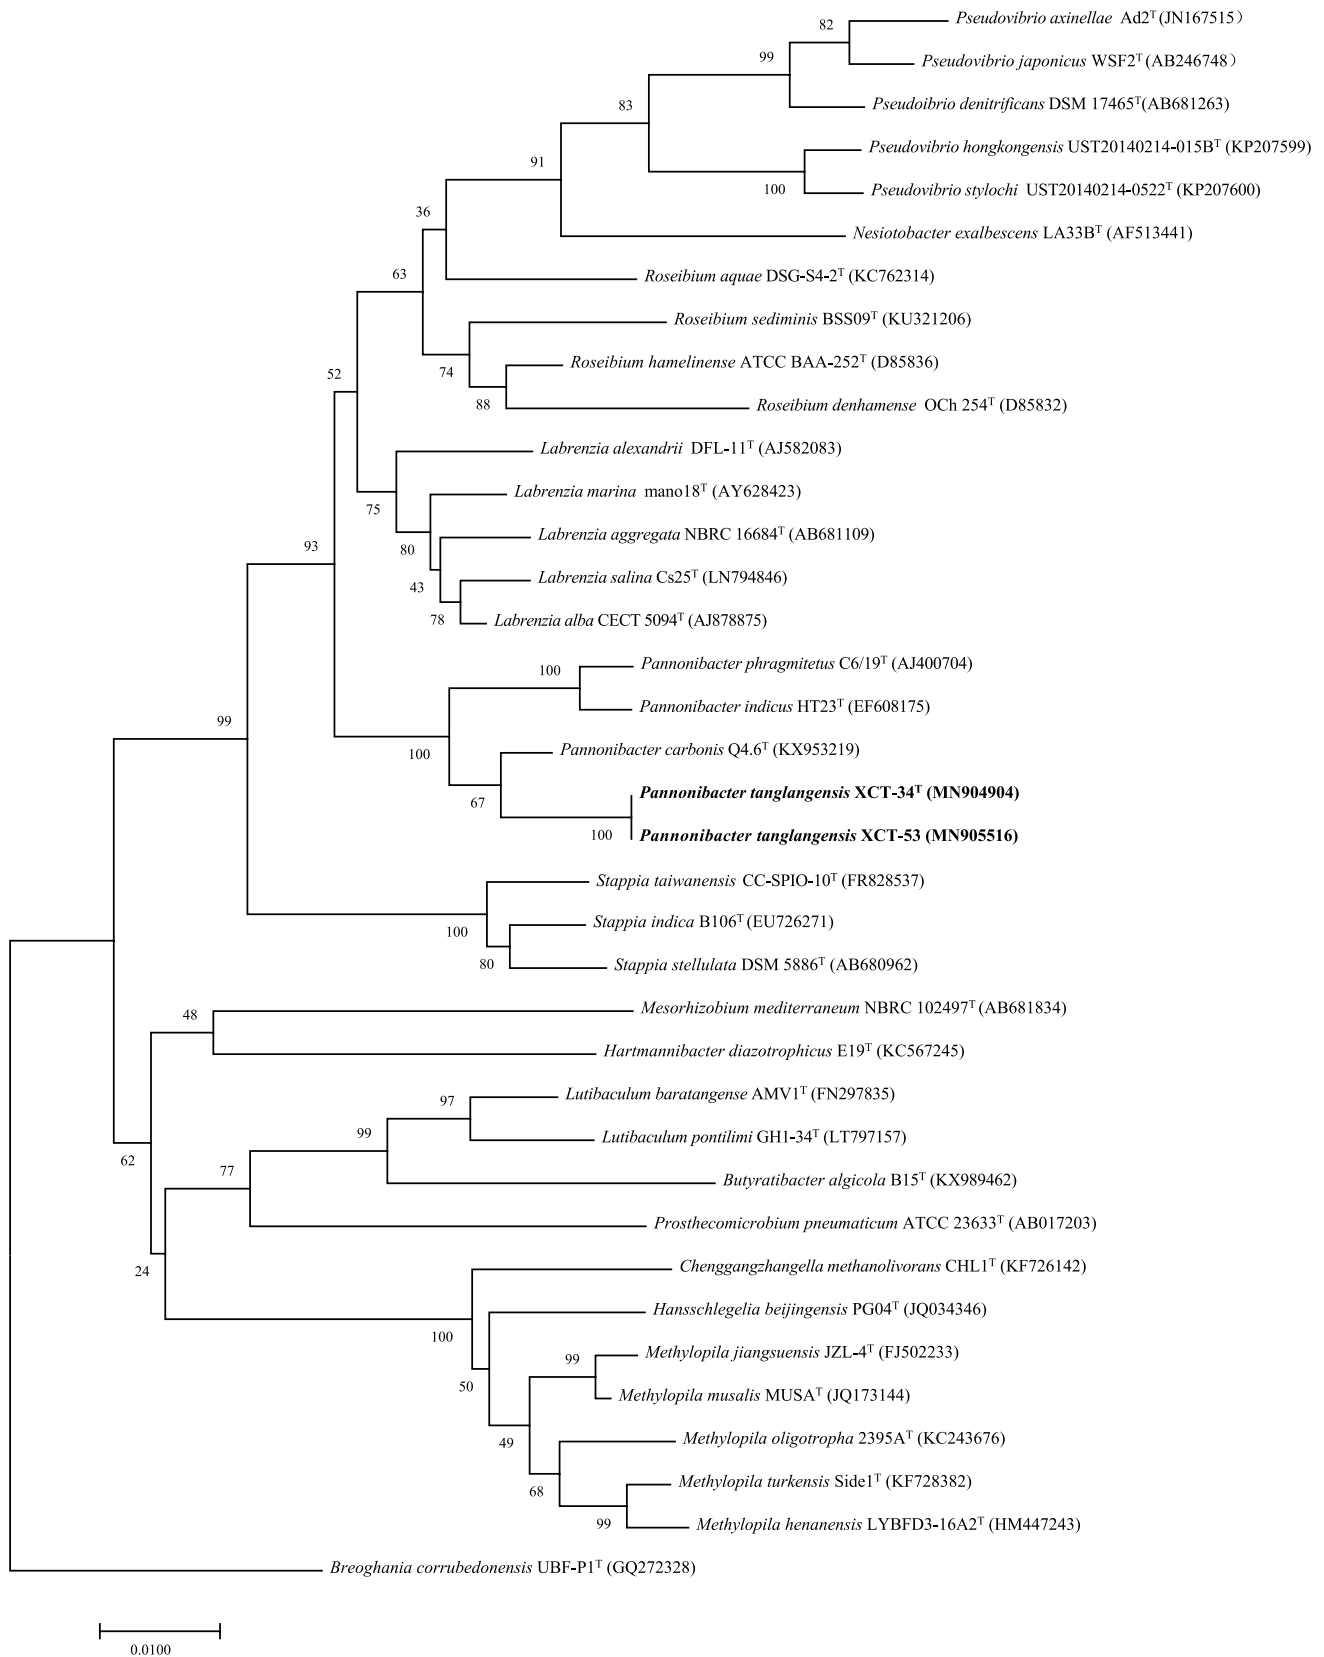 Pseudovibrio axinellae Ad2ᵀ (JN167515）
82
Pseudovibrio japonicus WSF2ᵀ (AB246748）
99
Pseudoibrio denitrificans DSM 17465ᵀ(AB681263)
83
Pseudovibrio hongkongensis UST20140214-015Bᵀ (KP207599)
91
100
Pseudovibrio stylochi UST20140214-0522ᵀ (KP207600)
36
Nesiotobacter exalbescens LA33Bᵀ (AF513441)
63
Roseibium aquae DSG-S4-2ᵀ (KC762314)
Roseibium sediminis BSS09ᵀ (KU321206)
Roseibium hamelinense ATCC BAA-252ᵀ (D85836)
52
74
88
Roseibium denhamense OCh 254ᵀ (D85832)
Labrenzia alexandrii DFL-11ᵀ (AJ582083)
Labrenzia marina mano18ᵀ (AY628423)
75
Labrenzia aggregata NBRC 16684ᵀ (AB681109)
93
80
Labrenzia salina Cs25ᵀ (LN794846)
43
78
Labrenzia alba CECT 5094ᵀ (AJ878875)
Pannonibacter phragmitetus C6/19ᵀ (AJ400704)
100
Pannonibacter indicus HT23ᵀ (EF608175)
99
Pannonibacter carbonis Q4.6ᵀ (KX953219)
100
Pannonibacter tanglangensis XCT-34ᵀ (MN904904)
67
100
Pannonibacter tanglangensis XCT-53 (MN905516)
Stappia taiwanensis CC-SPIO-10ᵀ (FR828537)
Stappia indica B106ᵀ (EU726271)
100
80
Stappia stellulata DSM 5886ᵀ (AB680962)
Mesorhizobium mediterraneum NBRC 102497ᵀ (AB681834)
48
Hartmannibacter diazotrophicus E19ᵀ (KC567245)
Lutibaculum baratangense AMV1ᵀ (FN297835)
97
99
Lutibaculum pontilimi GH1-34ᵀ (LT797157)
62
77
Butyratibacter algicola B15ᵀ (KX989462)
Prosthecomicrobium pneumaticum ATCC 23633ᵀ (AB017203)
24
Chenggangzhangella methanolivorans CHL1ᵀ (KF726142)
Hansschlegelia beijingensis PG04ᵀ (JQ034346)
100
Methylopila jiangsuensis JZL-4ᵀ (FJ502233)
99
50
Methylopila musalis MUSAᵀ (JQ173144)
49
Methylopila oligotropha 2395Aᵀ (KC243676)
Methylopila turkensis Side1ᵀ (KF728382)
68
99
Methylopila henanensis LYBFD3-16A2ᵀ (HM447243)
Breoghania corrubedonensis UBF-P1ᵀ (GQ272328)
0.0100